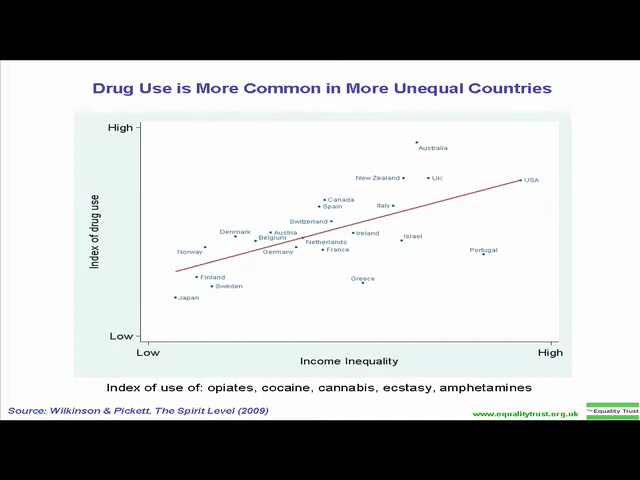 Drug Use is More Common in More Unequal Countries
High
Australia
New Zealand
UK
USA
Canada
Spain
Italy
Index of drug use
Switzerland
Denmark
Austria
Ireland
Israel
Belgium
Netherlands
Norway
Germany
France
Portugal
Finland
Greece
Sweden
Japan
Low
Low
High
Income Inequality
Index of use of: opiates, cocaine, cannabis, ecstasy, amphetamines
Source: Wilkinson & Pickett, The Spirit Level (2009)
www.equalitytrust.org.uk
The Equality Trust